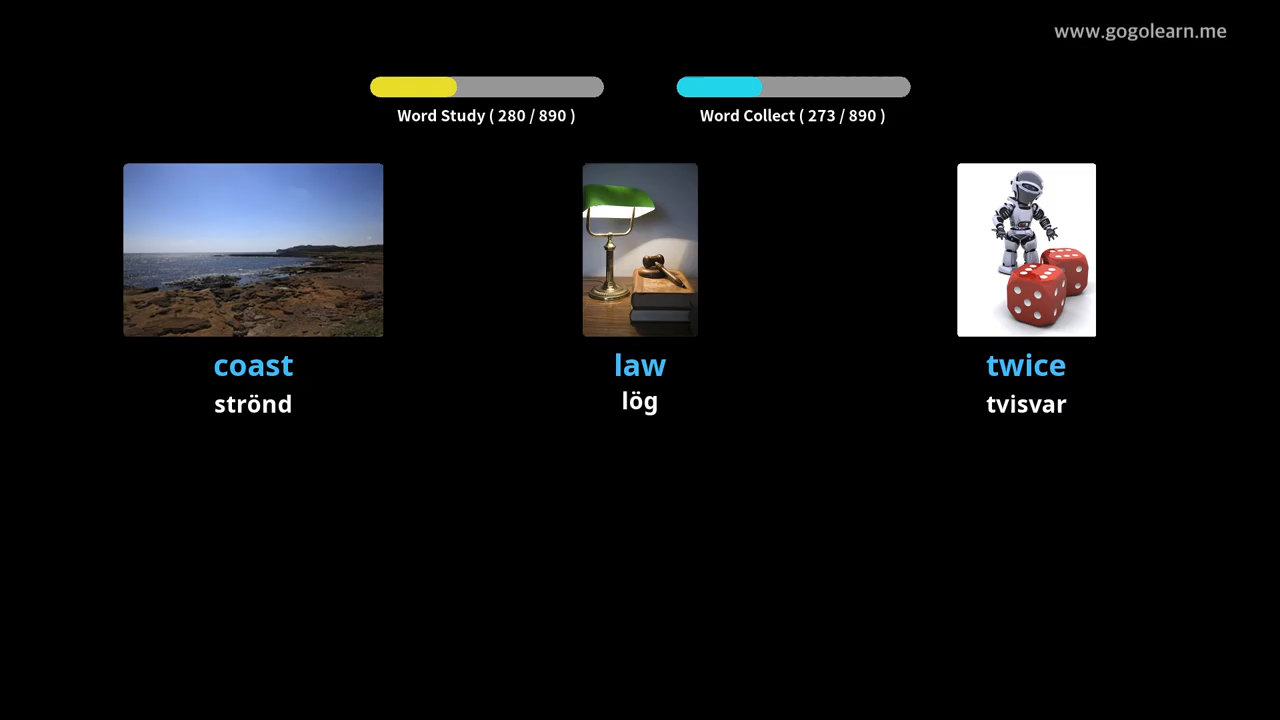 www.gogolearn.me
Word Study ( 280 / 890 )
Word Collect ( 273 / 890 )
coast
strönd
law
lög
twice
tvisvar